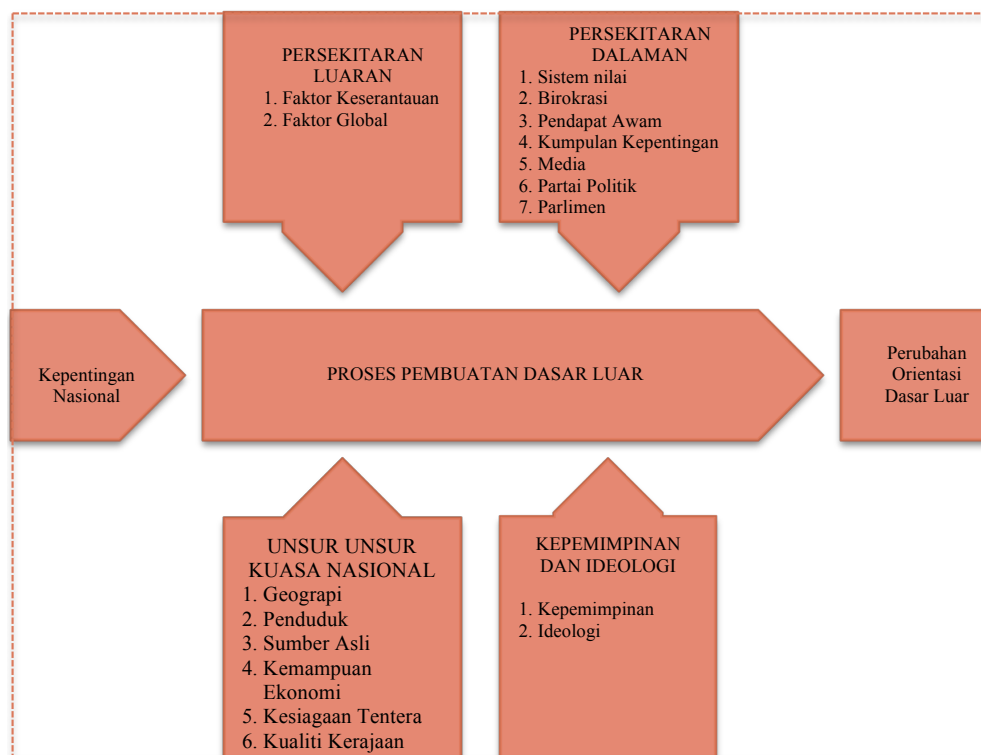 PERSEKITARAN
LUARAN
1. Faktor Keserantauan
2. Faktor Global
PERSEKITARAN
DALAMAN
1. Sistem nilai
2. Birokrasi
3. Pendapat Awam
4. Kumpulan Kepentingan
5. Media
6. Partai Politik
7. Parlimen
Kepentingan
Nasional
PROSES PEMBUATAN DASAR LUAR
Perubahan
Orientasi
Dasar Luar
UNSUR UNSUR
KUASA NASIONAL
1. Geograpi
2. Penduduk
3. Sumber Asli
4. Kemampuan
Ekonomi
5. Kesiagaan Tentera
6. Kualiti Kerajaan
KEPEMIMPINAN
DAN IDEOLOGI
1. Kepemimpinan
2. Ideologi